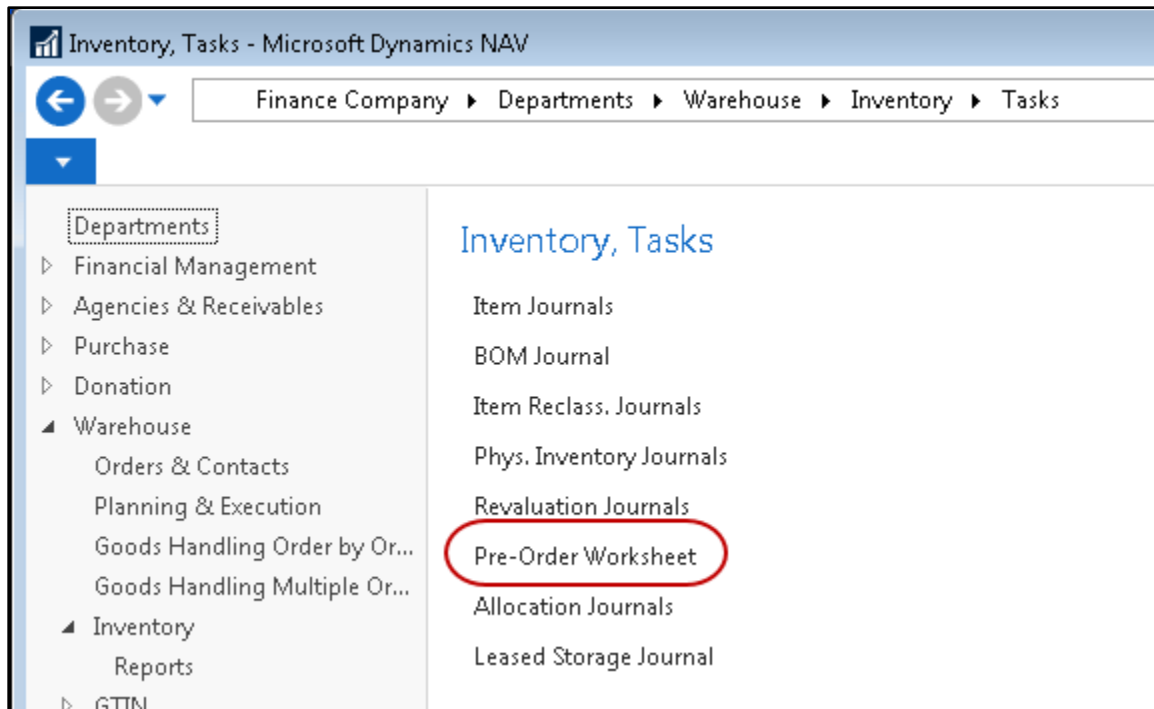 Inventory, Tasks - Microsoft Dynamics NAV
Finance Company Departments Warehouse Inventory Tasks
Departments
Financial Management
Agencies & Receivables
Purchase
Donation
Warehouse
Orders & Contacts
Planning & Execution
Goods Handling Order by Or...
Goods Handling Multiple Or...
Inventory
Reports
GTIN
Inventory, Tasks
Item Journals
BOM Journal
Item Reclass. Journals
Phys. Inventory Journals
Revaluation Journals
Pre-Order Worksheet
Allocation Journals
Leased Storage Journal